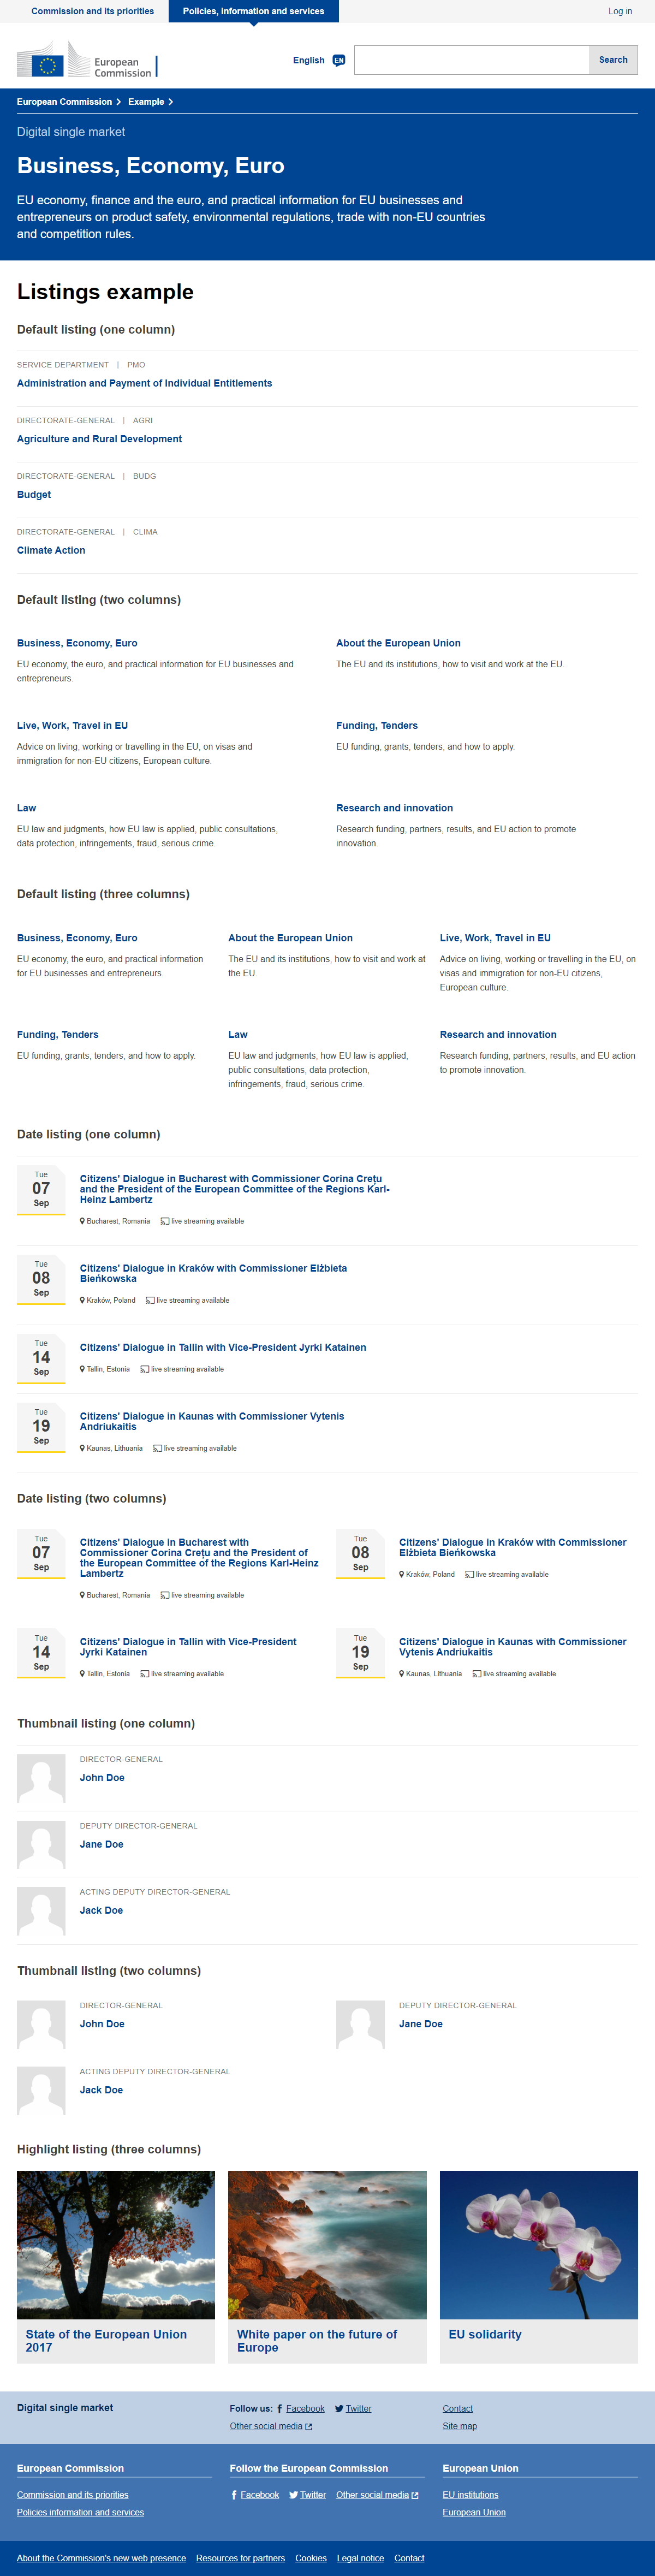 Commission and its priorities
Policies, information and services
Log in
European
Commission
English EN
Search
European Commission
Example
Digital single market
Business, Economy, Euro
EU economy, finance and the euro, and practical information for EU businesses and
entrepreneurs on product safety, environmental regulations, trade with non-EU countries
and competition rules.
Listings example
Default listing (one column)
SERVICE DEPARTMENT | PMO
Administration and Payment of Individual Entitlements
DIRECTORATE-GENERAL | AGRI
Agriculture and Rural Development
DIRECTORATE-GENERAL | BUDG
Budget
DIRECTORATE-GENERAL | CLIMA
Climate Action
Default listing (two columns)
Business, Economy, Euro
EU economy, the euro, and practical information for EU businesses and
entrepreneurs.
About the European Union
The EU and its institutions, how to visit and work at the EU.
Live, Work, Travel in EU
Advice on living, working or travelling in the EU, on visas and
immigration for non-EU citizens, European culture.
Funding, Tenders
EU funding, grants, tenders, and how to apply.
Law
EU law and judgments, how EU law is applied, public consultations,
data protection, infringements, fraud, serious crime.
Research and innovation
Research funding, partners, results, and EU action to promote
innovation.
Default listing (three columns)
Business, Economy, Euro
EU economy, the euro, and practical information
for EU businesses and entrepreneurs.
About the European Union
The EU and its institutions, how to visit and work at
the EU.
Live, Work, Travel in EU
Advice on living, working or travelling in the EU, on
visas and immigration for non-EU citizens,
European culture.
Funding, Tenders
EU funding, grants, tenders, and how to apply.
Law
EU law and judgments, how EU law is applied,
public consultations, data protection,
infringements, fraud, serious crime.
Research and innovation
Research funding, partners, results, and EU action
to promote innovation.
Date listing (one column)
Tue
07
Sep
Citizens' Dialogue in Bucharest with Commissioner Corina Crețu
and the President of the European Committee of the Regions Karl-
Heinz Lambertz
Bucharest, Romania live streaming available
Tue
08
Sep
Citizens' Dialogue in Kraków with Commissioner Elżbieta
Bieńkowska
Kraków, Poland live streaming available
Tue
14
Sep
Citizens' Dialogue in Tallin with Vice-President Jyrki Katainen
Tallin, Estonia live streaming available
Tue
19
Sep
Citizens' Dialogue in Kaunas with Commissioner Vytenis
Andriukaitis
Kaunas, Lithuania live streaming available
Date listing (two columns)
Tue
07
Sep
Citizens' Dialogue in Bucharest with
Commissioner Corina Crețu and the President of
the European Committee of the Regions Karl-Heinz
Lambertz
Bucharest, Romania live streaming available
Tue
08
Sep
Citizens' Dialogue in Kraków with Commissioner
Elżbieta Bieńkowska
Kraków, Poland live streaming available
Tue
14
Sep
Citizens' Dialogue in Tallin with Vice-President
Jyrki Katainen
Tallin, Estonia live streaming available
Tue
19
Sep
Citizens' Dialogue in Kaunas with Commissioner
Vytenis Andriukaitis
Kaunas, Lithuania live streaming available
Thumbnail listing (one column)
DIRECTOR-GENERAL
John Doe
DEPUTY DIRECTOR-GENERAL
Jane Doe
ACTING DEPUTY DIRECTOR-GENERAL
Jack Doe
Thumbnail listing (two columns)
DIRECTOR-GENERAL
John Doe
DEPUTY DIRECTOR-GENERAL
Jane Doe
ACTING DEPUTY DIRECTOR-GENERAL
Jack Doe
Highlight listing (three columns)
State of the European Union
2017
White paper on the future of
Europe
EU solidarity
Digital single market
Follow us: Facebook Twitter
Other social media
Contact
Site map
European Commission
Commission and its priorities
Policies information and services
Follow the European Commission
Facebook Twitter Other social media
European Union
EU institutions
European Union
About the Commission's new web presence Resources for partners Cookies Legal notice Contact